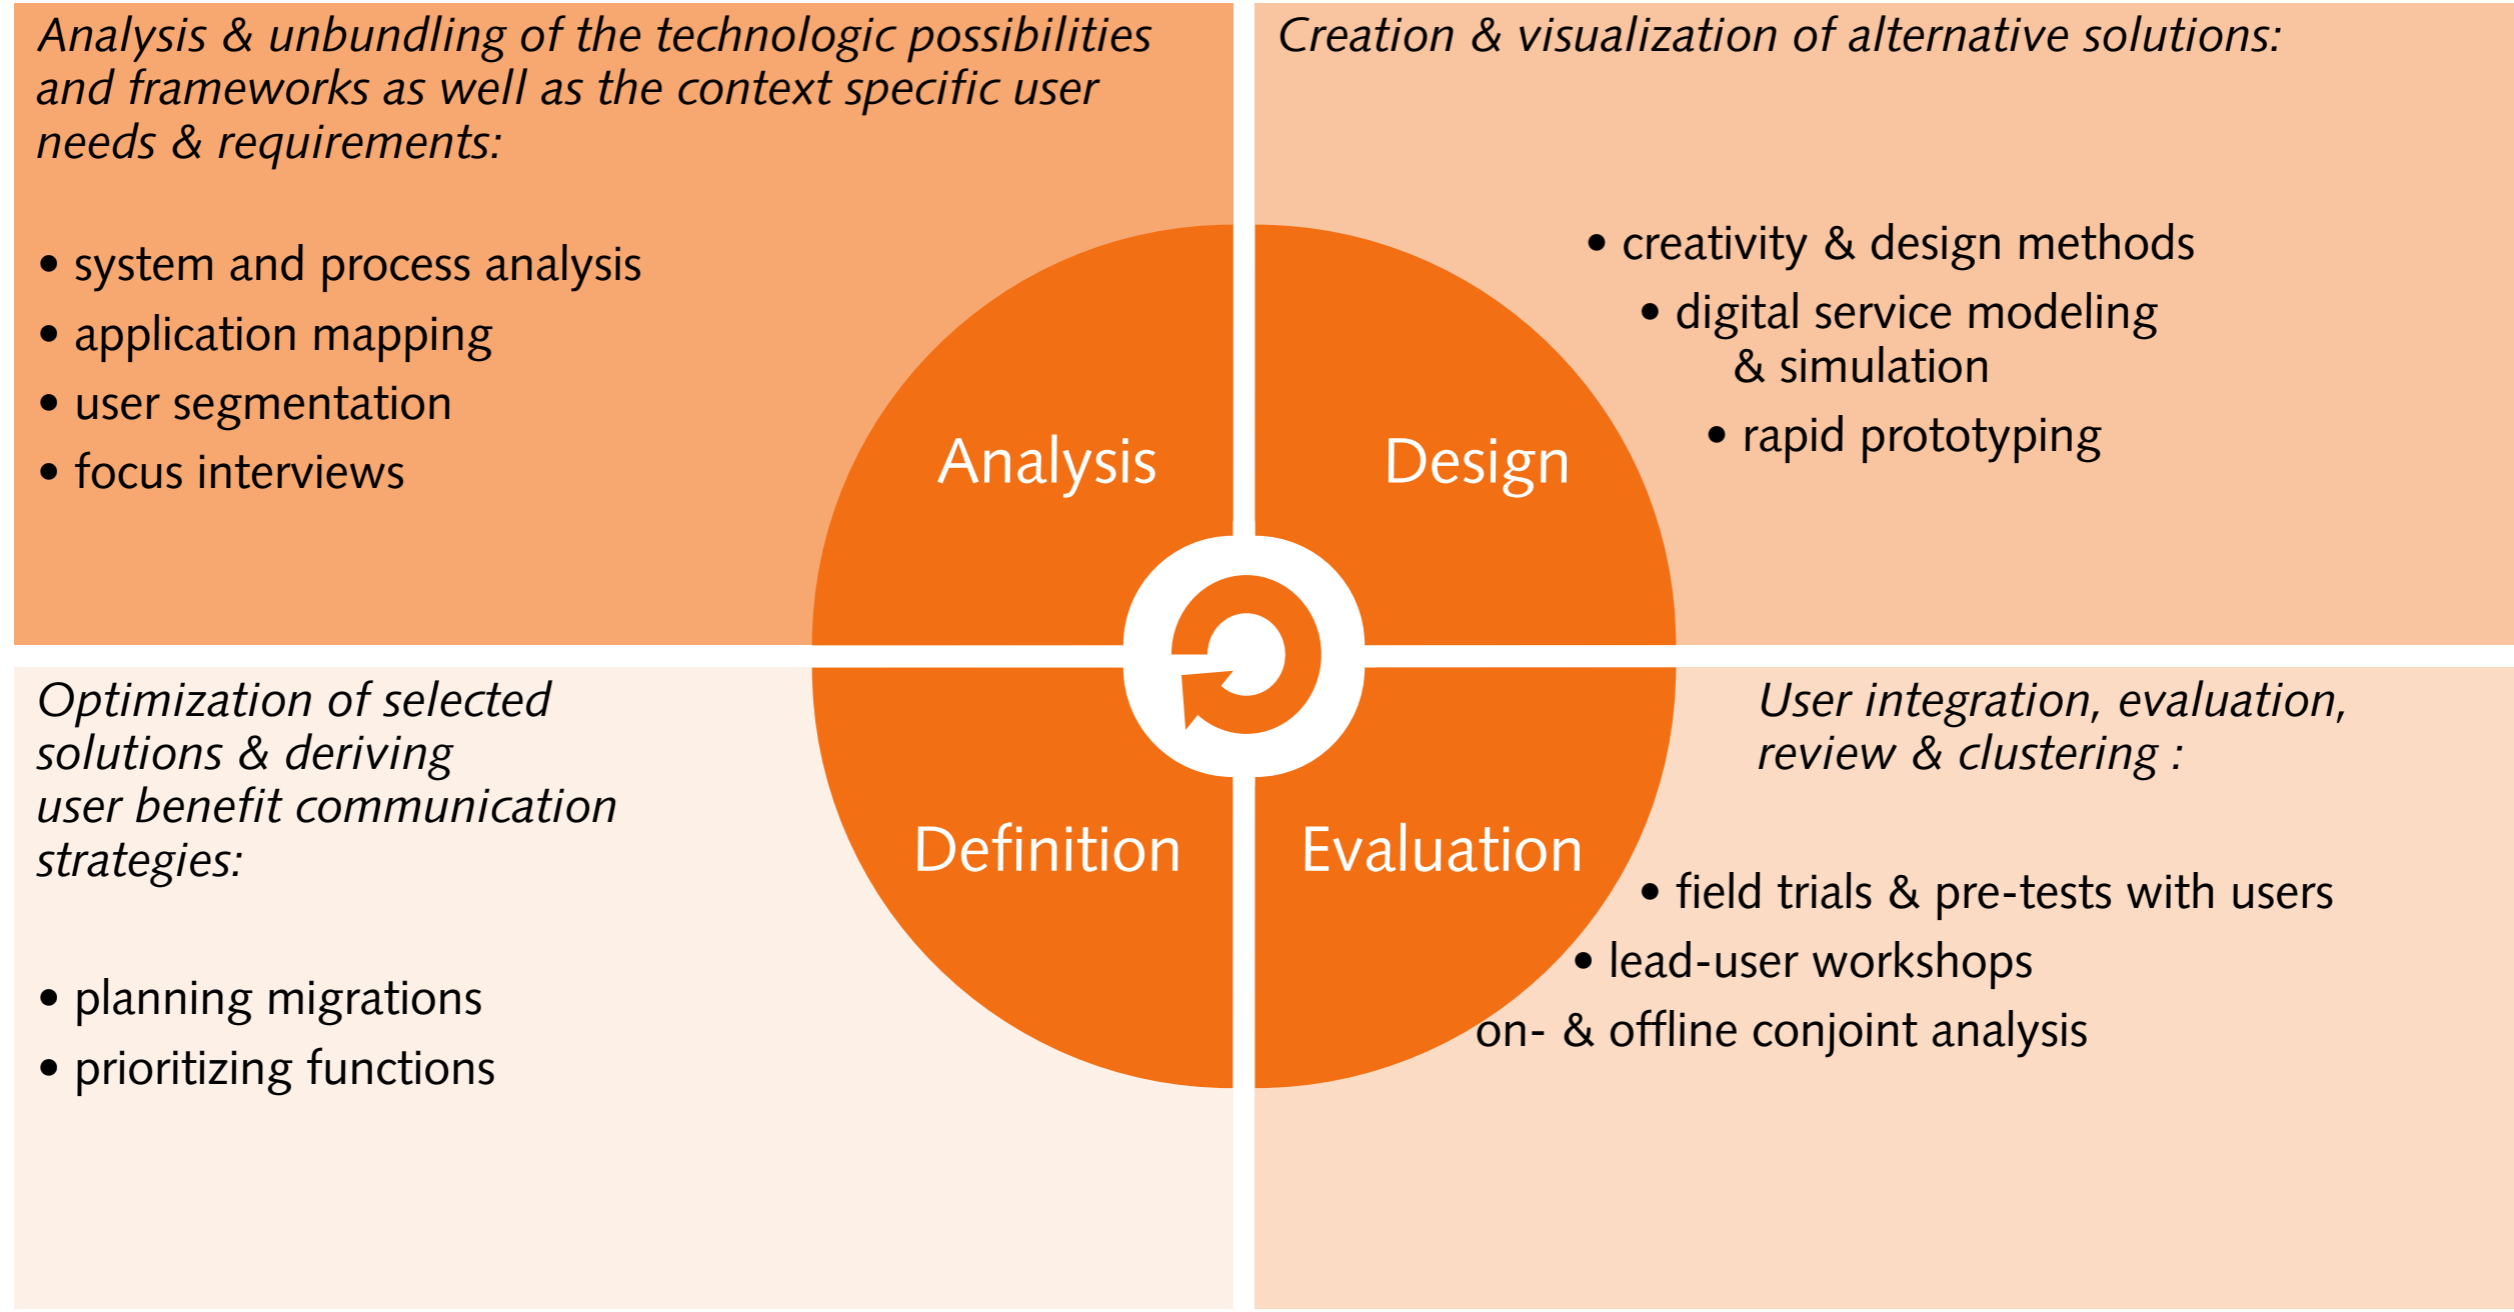 Analysis & unbundling of the technologic possibilities
and frameworks as well as the context specific user
needs & requirements:
• system and process analysis
• application mapping
• user segmentation
• focus interviews
Analysis
Creation & visualization of alternative solutions:
• creativity & design methods
• digital service modeling
& simulation
• rapid prototyping
Design
Optimization of selected
solutions & deriving
user benefit communication
strategies:
• planning migrations
• prioritizing functions
Definition
User integration, evaluation,
review & clustering :
• field trials & pre-tests with users
• lead-user workshops
on- & offline conjoint analysis
Evaluation